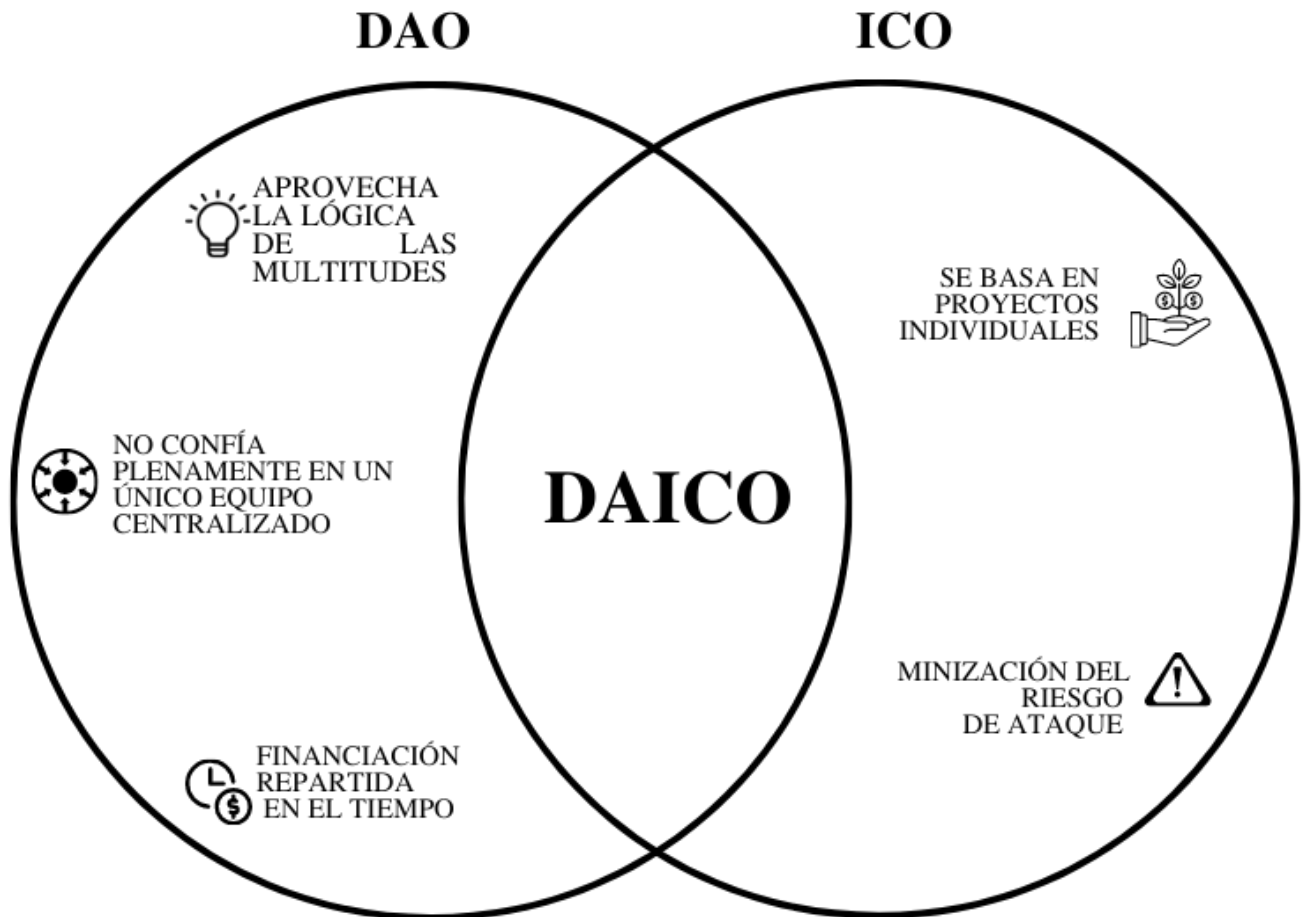 DAO
ICO
APROVECHA
LA LÓGICA
DE LAS
MULTITUDES
NO CONFÍA
PLENAMENTE EN UN
ÚNICO EQUIPO
CENTRALIZADO
FINANCIACIÓN
REPARTIDA
EN EL TIEMPO
DAICO
SE BASA EN
PROYECTOS
INDIVIDUALES
MINIZACIÓN DEL
RIESGO
DE ATAQUE